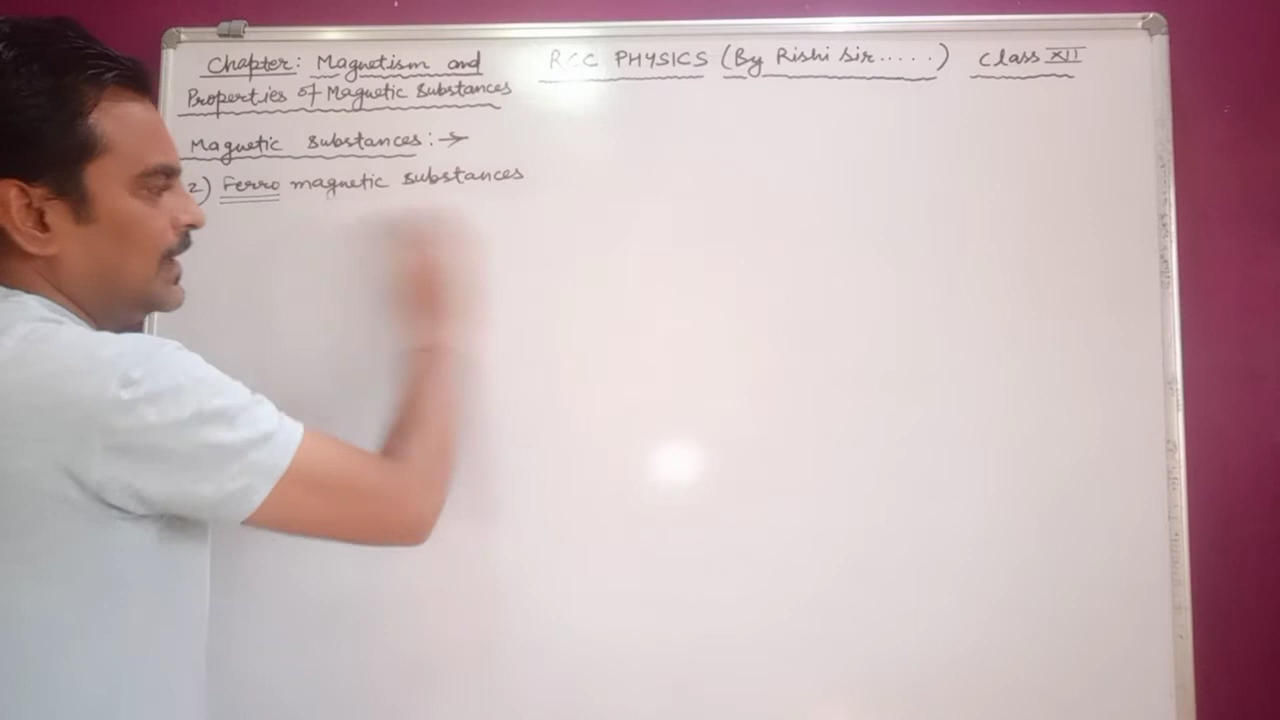 Chapter: Magnetism and
Properties of Magnetic Substances
RCC PHYSICS (By Rishi Sir.....) Class XII
Magnetic Substances:→
2) Ferro magnetic substances